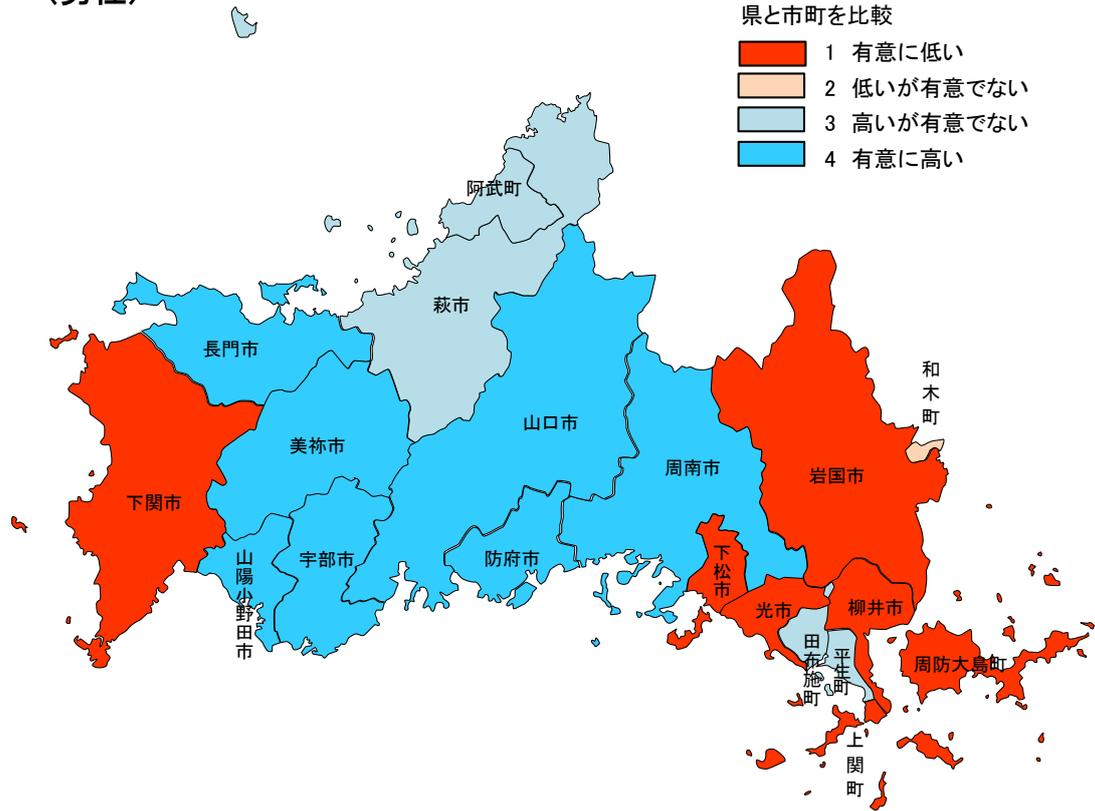 (男性)
県と市町を比較
1 有意に低い
2 低いが有意でない
3 高いが有意でない
4 有意に高い
阿武町
萩市
長門市
和木町
山口市
美祢市
周南市
岩国市
下関市
山陽小野田市
宇部市
防府市
下松市
光市
柳井市
田布施町
平生町
周防大島町
上関町